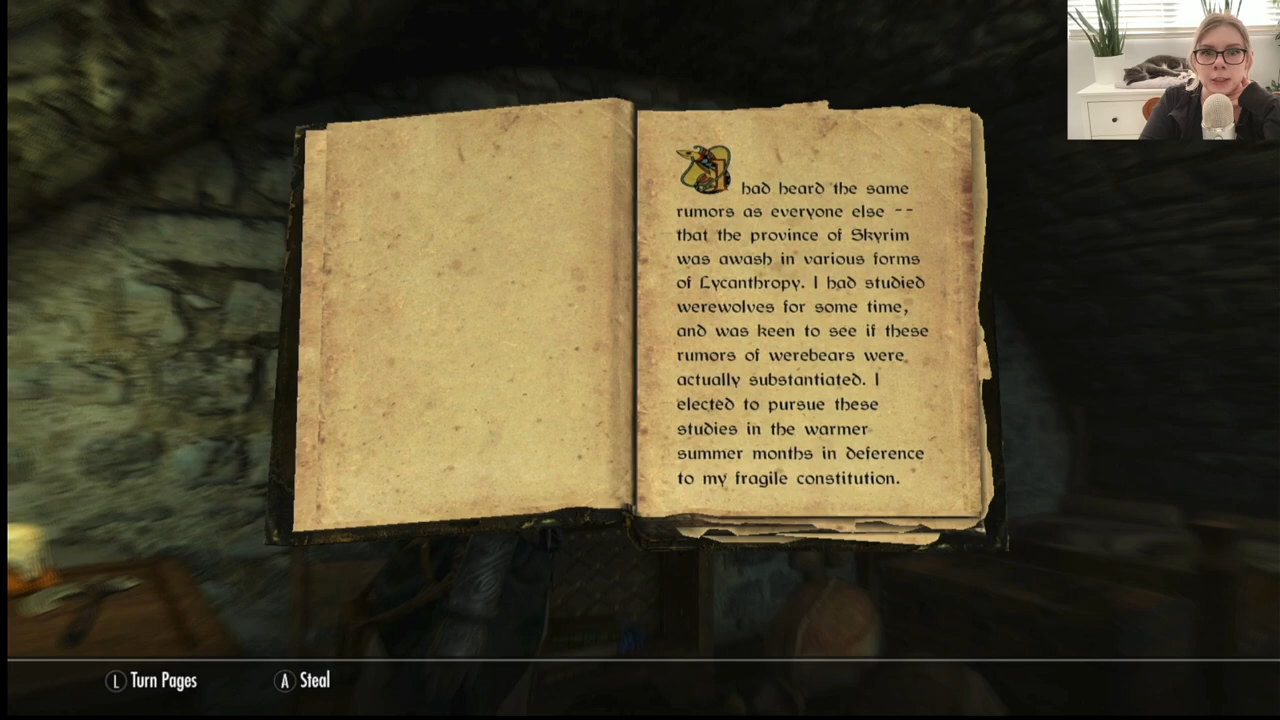 I had heard the same
rumors as everyone else --
that the province of Skyrim
was awash in various forms
of Lycanthropy. I had studied
werewolves for some time,
and was keen to see if these
rumors of werebears were
actually substantiated. I
elected to pursue these
studies in the warmer
summer months in deference
to my fragile constitution.
L Turn Pages
A Steal